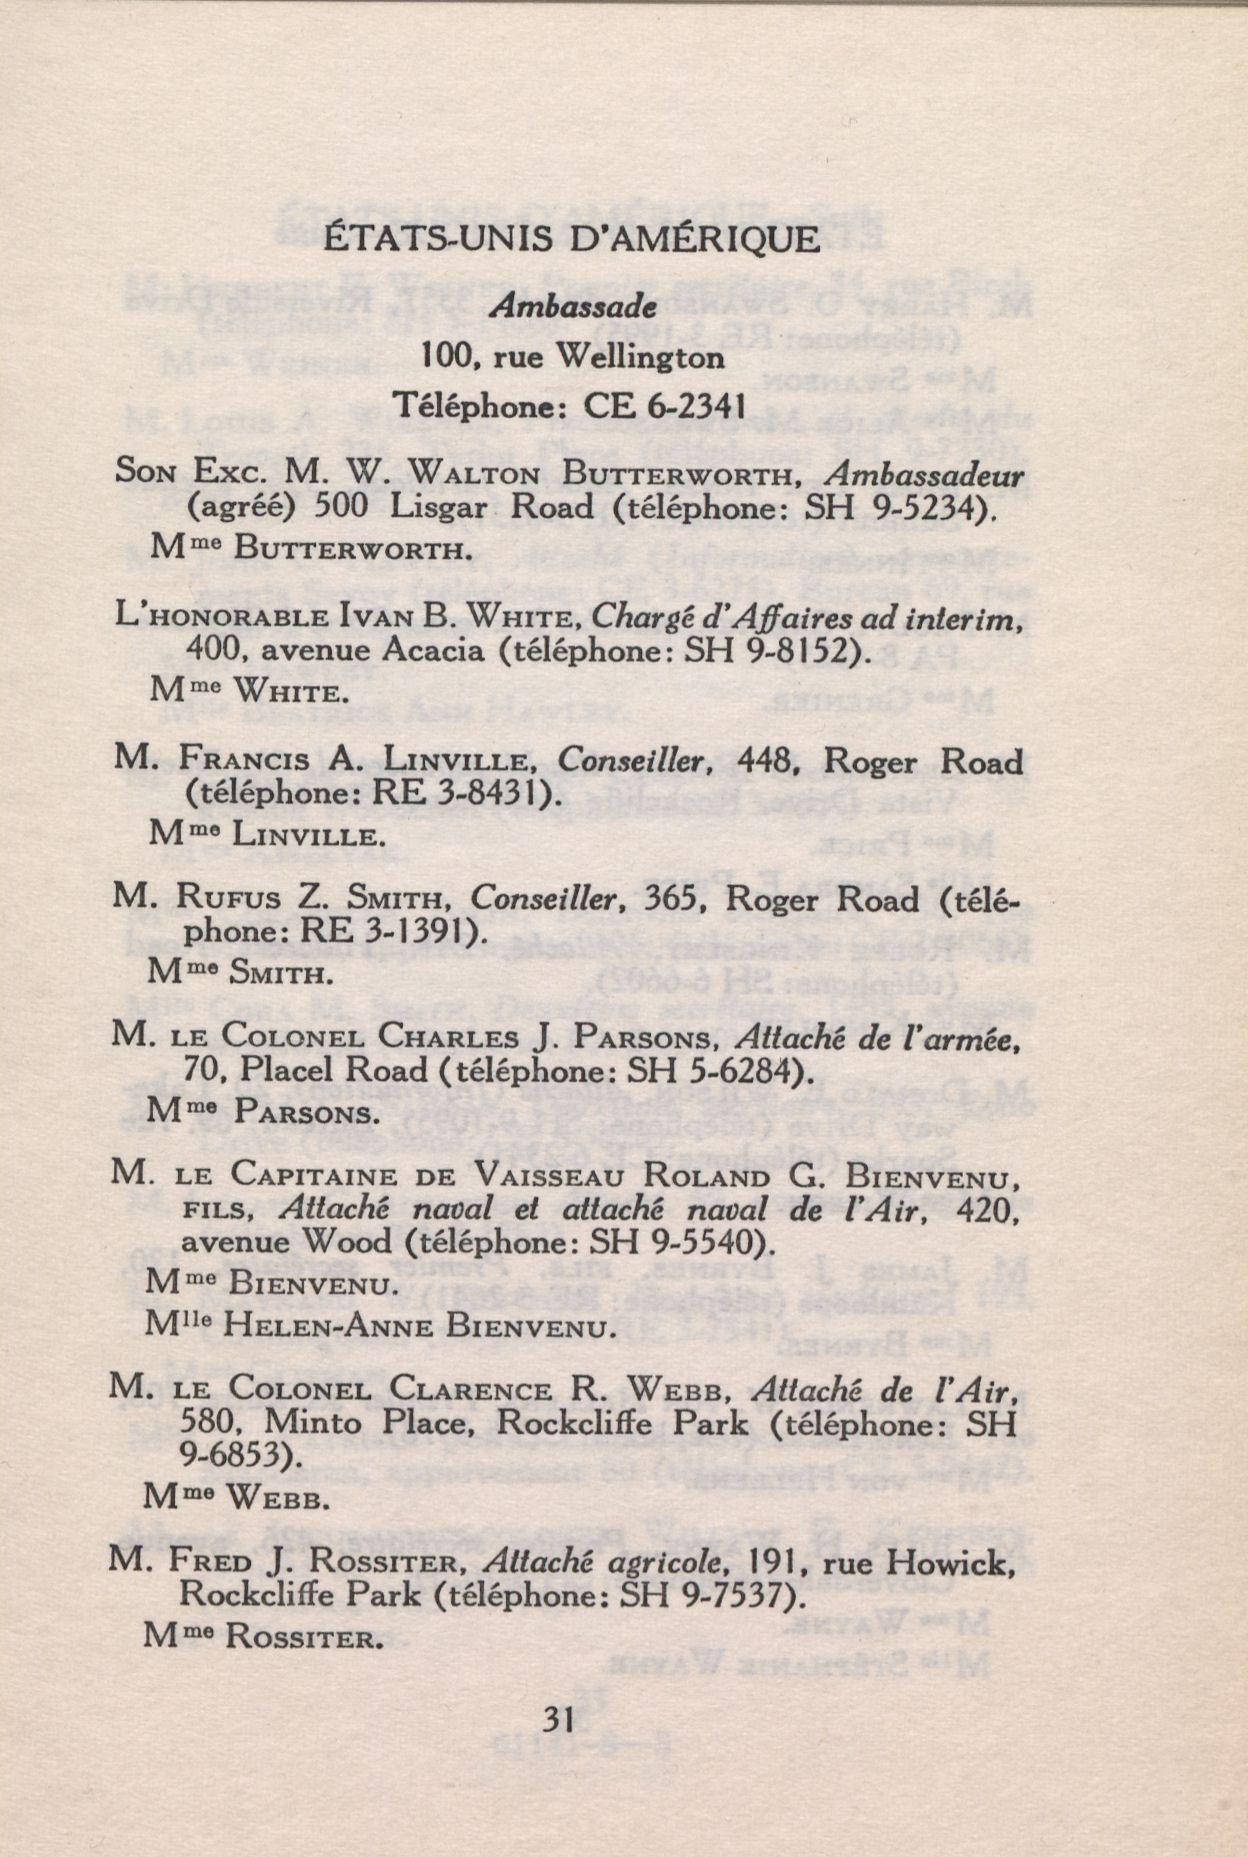 ÉTATS-UNIS D'AMÉRIQUE
Ambassade
100, rue Wellington
Téléphone: CE 6-2341
SON EXC. M. W. WALTON BUTTERWORTH, Ambassadeur
(agréé) 500 Lisgar Road (téléphone: SH 9-5234).
Mme BUTTERWORTH.
L'HONORABLE IVAN B. WHITE, Chargé d'Affaires ad interim,
400, avenue Acacia (téléphone: SH 9-8152).
Mme WHITE.
M. FRANCIS A. LINVILLE, Conseiller, 448, Roger Road
(téléphone: RE 3-8431).
Mme LINVILLE.
M. RUFUS Z. SMITH, Conseiller, 365, Roger Road (télé-
phone: RE 3-1391).
Mme SMITH.
M. LE COLONEL CHARLES J. PARSONS, Attaché de l'armée,
70, Placel Road (téléphone: SH 5-6284).
Mme PARSONS.
M. LE CAPITAINE DE VAISSEAU ROLAND G. BIENVENU,
FILS, Attaché naval et attaché naval de l'Air, 420,
avenue Wood (téléphone: SH 9-5540).
Mme BIENVENU.
Mlle HELEN-ANNE BIENVENU.
M. LE COLONEL CLARENCE R. WEBB, Attaché de l'Air,
580, Minto Place, Rockcliffe Park (téléphone: SH
9-6853).
Mme WEBB.
M. FRED J. ROSSITER, Attaché agricole, 191, rue Howick,
Rockcliffe Park (téléphone: SH 9-7537).
Mme ROSSITER.
31